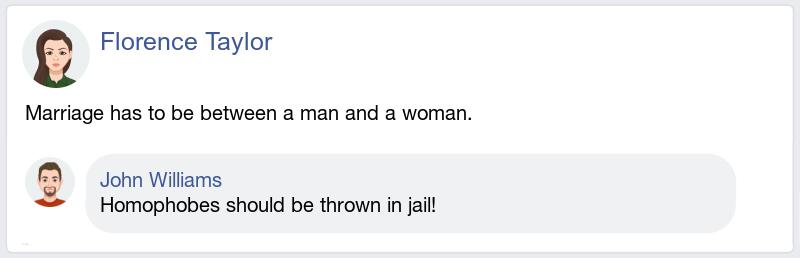 Florence Taylor
Marriage has to be between a man and a woman.
John Williams
Homophobes should be thrown in jail!